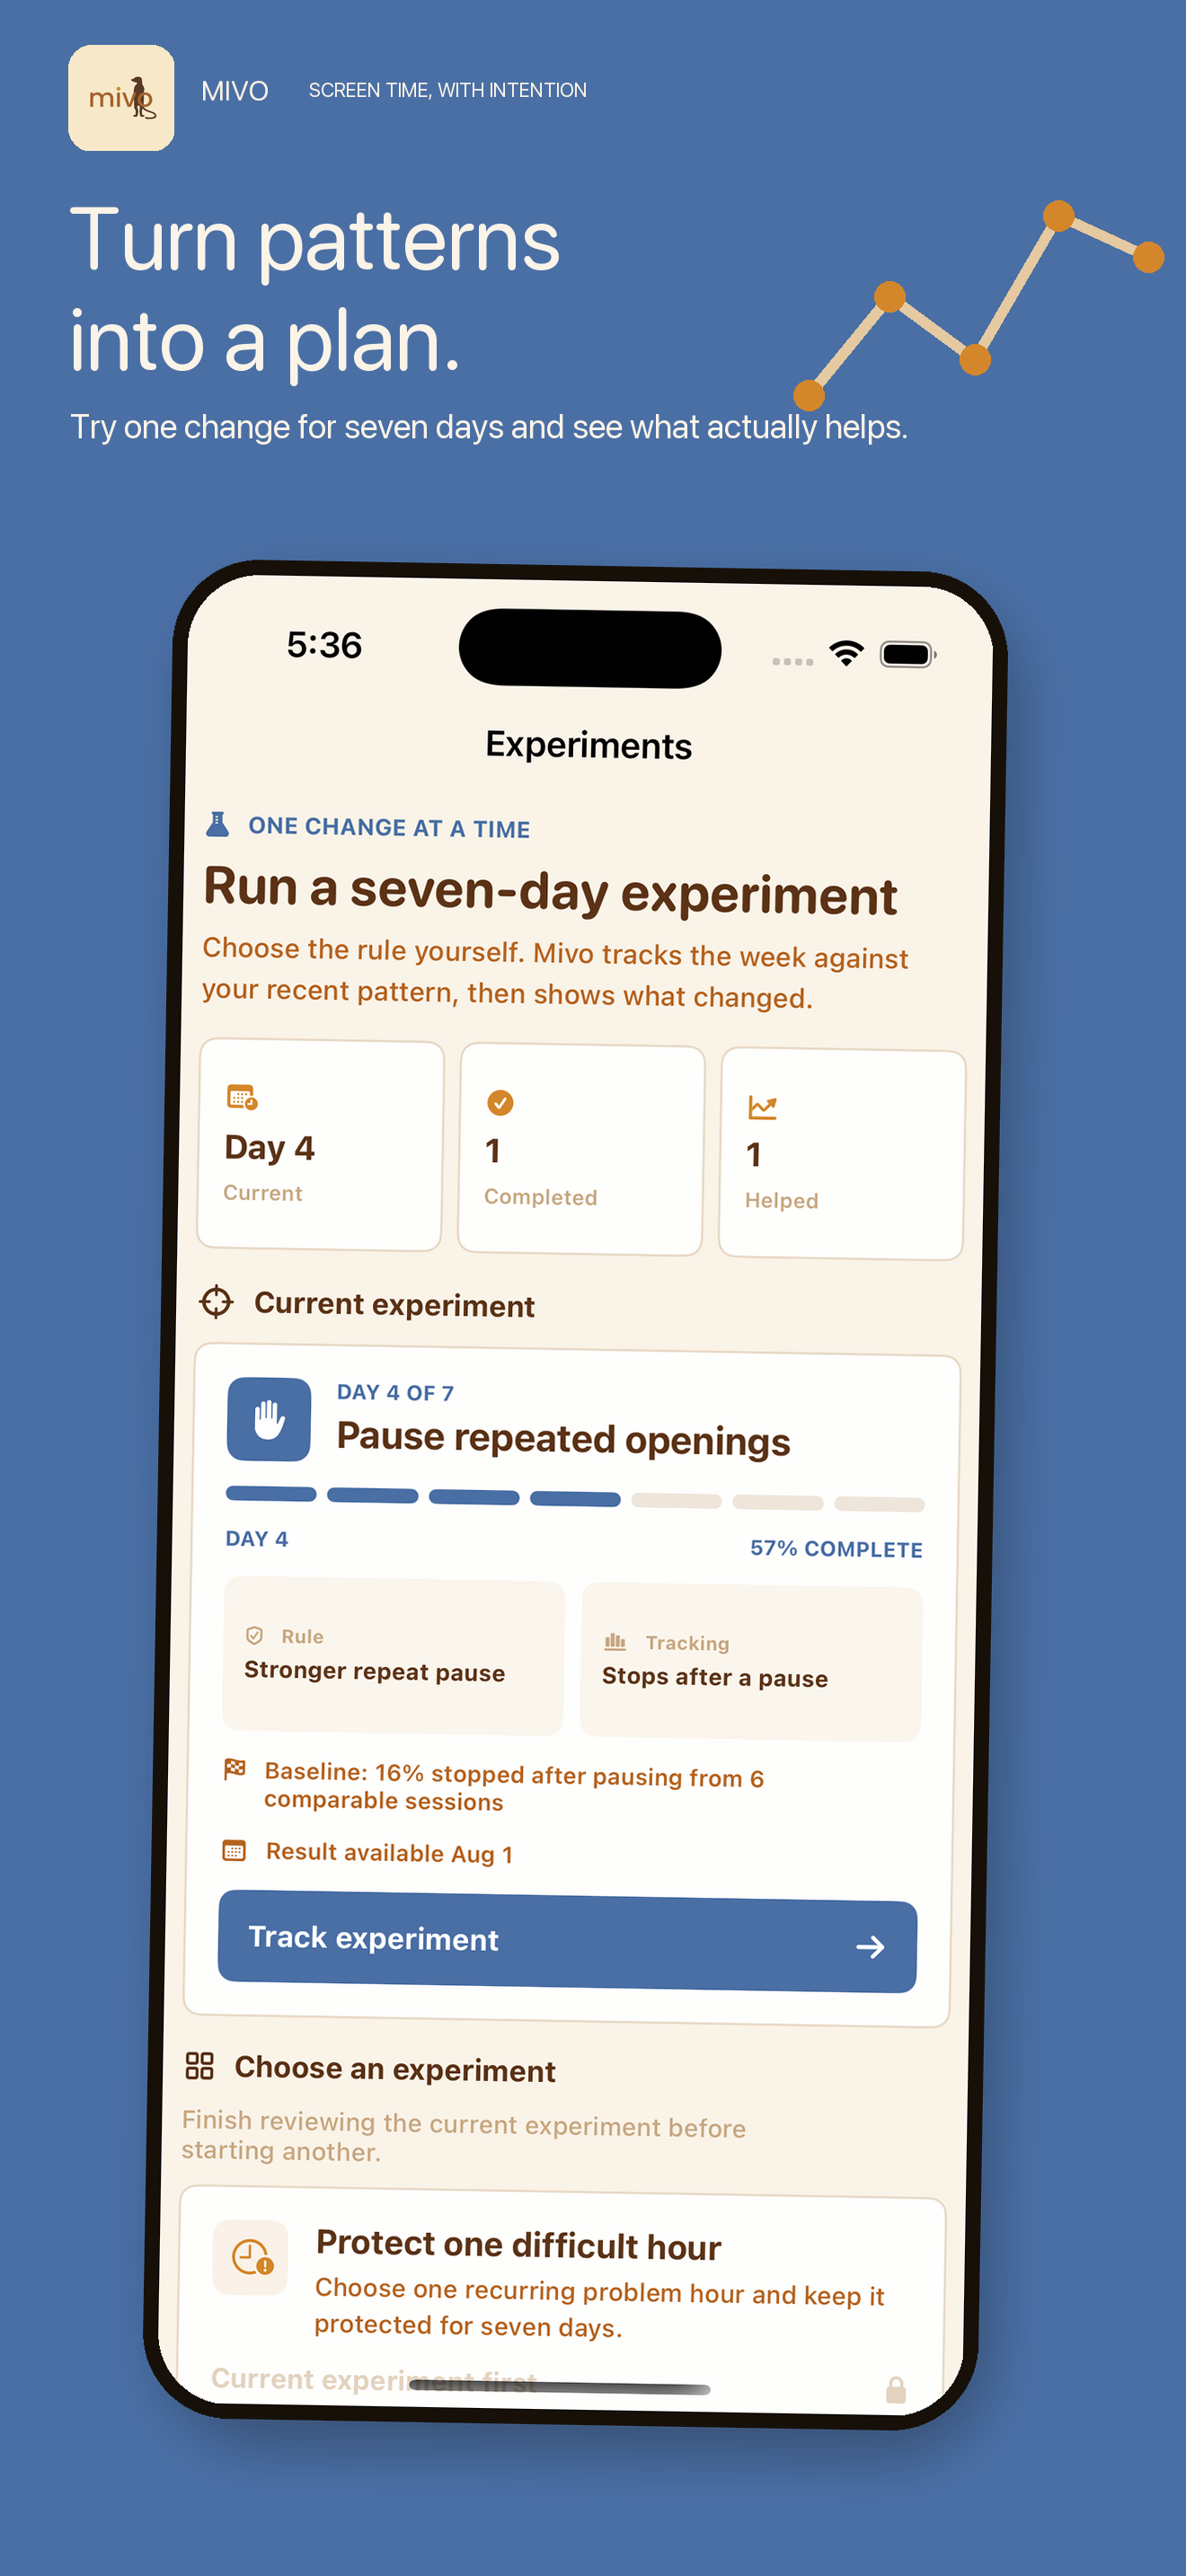 mivo
MIVO
SCREEN TIME, WITH INTENTION
Turn patterns
into a plan.
Try one change for seven days and see what actually helps.
5:36
Experiments
ONE CHANGE AT A TIME
Run a seven-day experiment
Choose the rule yourself. Mivo tracks the week against
your recent pattern, then shows what changed.
Day 4
Current
1
Completed
1
Helped
Current experiment
DAY 4 OF 7
Pause repeated openings
DAY 4
57% COMPLETE
Rule
Stronger repeat pause
Tracking
Stops after a pause
Baseline: 16% stopped after pausing from 6
comparable sessions
Result available Aug 1
Track experiment
Choose an experiment
Finish reviewing the current experiment before
starting another.
Protect one difficult hour
Choose one recurring problem hour and keep it
protected for seven days.
Current experiment first